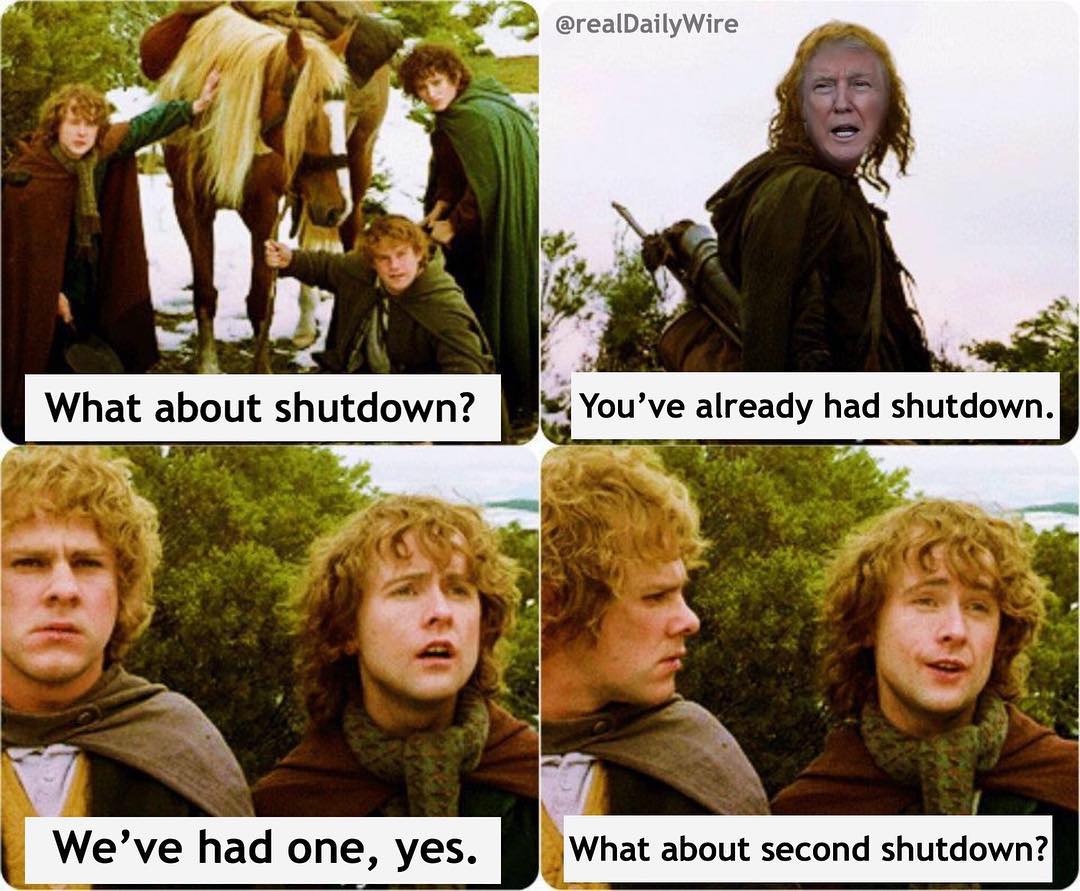 @realDailyWire
What about shutdown?
You’ve already had shutdown.
We’ve had one, yes.
What about second shutdown?